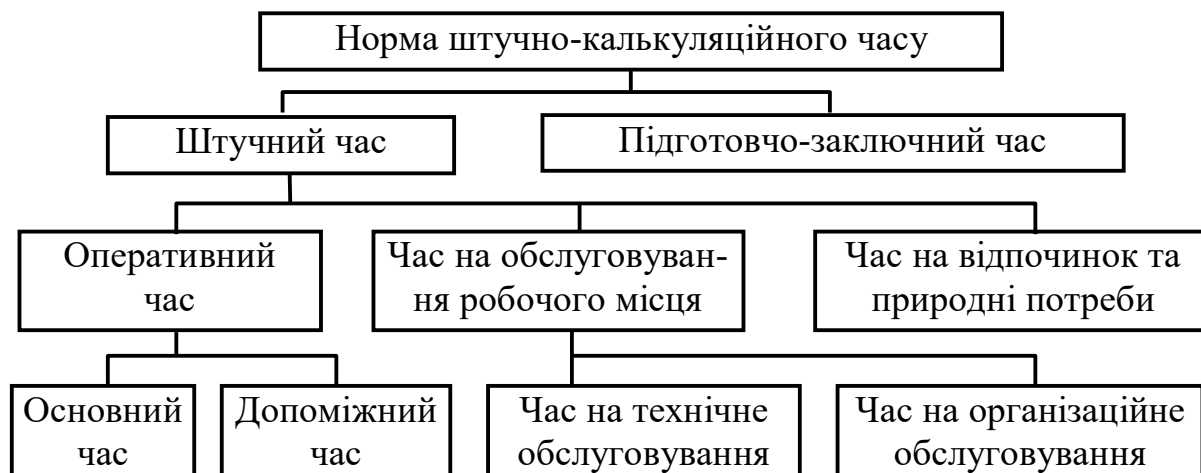 Норма штучно-калькуляційного часу
Штучний час
Підготовчо-заключний час
Оперативний
час
Час на обслуговуван-
ня робочого місця
Час на відпочинок та
природні потреби
Основний
час
Допоміжний
час
Час на технічне
обслуговування
Час на організаційне
обслуговування